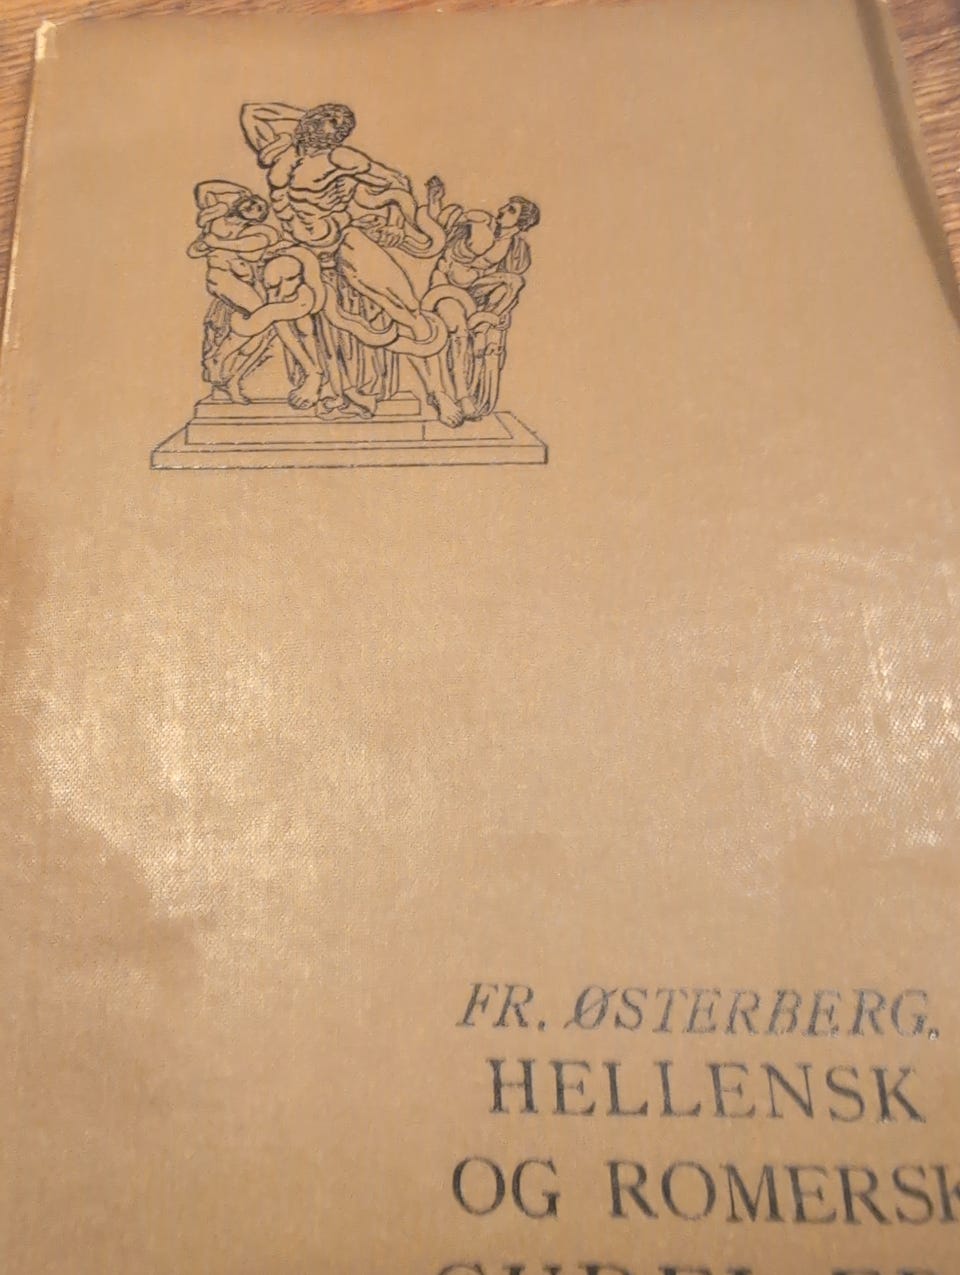 FR. ØSTERBERG.
HELLENSK
OG ROMERSK